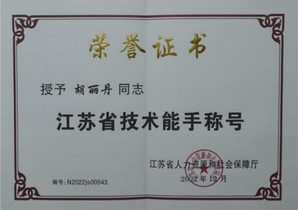 荣誉证书
授予 胡丽丹 同志
江苏省技术能手称号
江苏省人力资源和社会保障厅
2022年12月
编号：N2022js00543